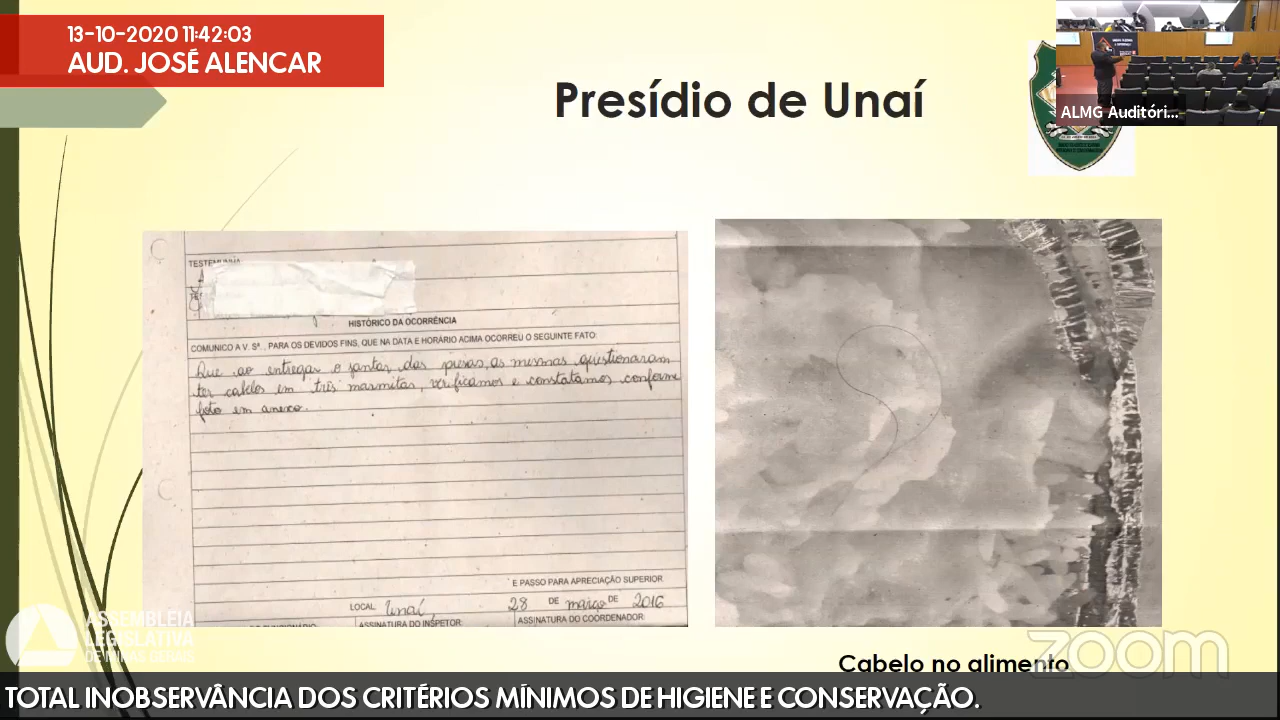 13-10-2020 11:42:03
AUD. JOSÉ ALENCAR
Presídio de Unaí
ALMG Auditóri...
TESTEMUNHA
HISTÓRICO DA OCORRÊNCIA
COMUNICO A V. Sª., PARA OS DEVIDOS FINS, QUE NA DATA E HORÁRIO ACIMA OCORREU O SEGUINTE FATO:
Que ao entregar o jantar das presas, as mesmas questionaram
ter cabelos em três marmitas, verificamos e constatamos conforme
foto em anexo.
E PASSO PARA APRECIAÇÃO SUPERIOR.
LOCAL Unaí, 28 DE março DE 2016
ASSINATURA DO INSPETOR: ASSINATURA DO COORDENADOR:
ASSEMBLEIA
LEGISLATIVA
DE MINAS GERAIS
Cabelo no alimento
zoom
TOTAL INOBSERVÂNCIA DOS CRITÉRIOS MÍNIMOS DE HIGIENE E CONSERVAÇÃO.